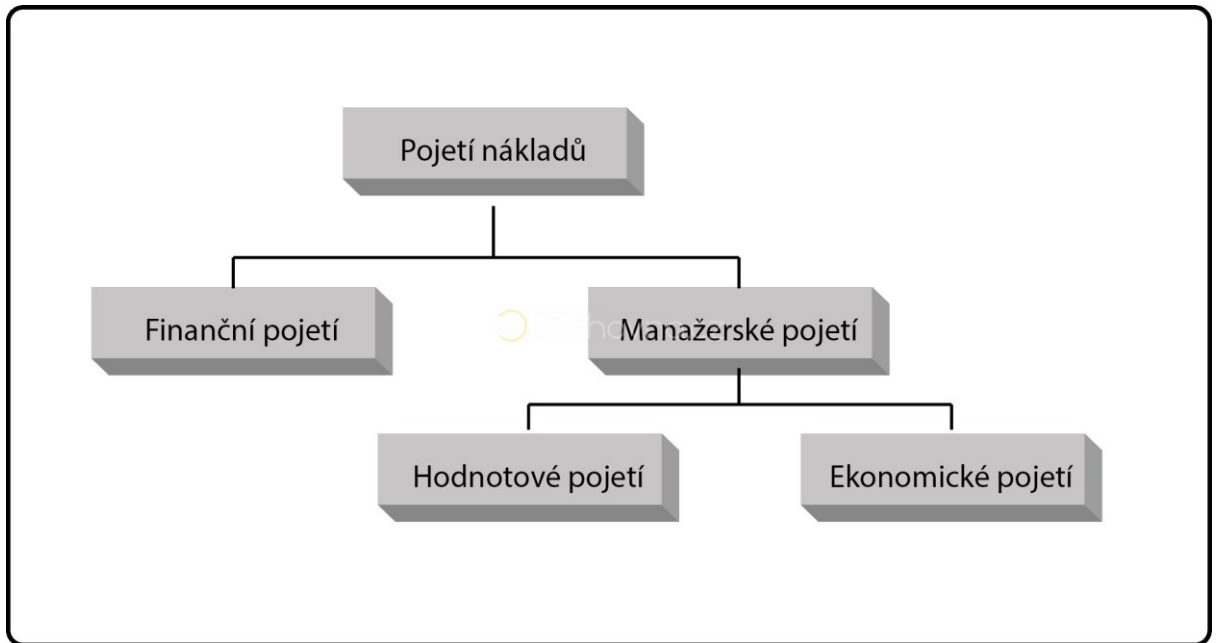 Pojetí nákladů
Finanční pojetí
Manažerské pojetí
Hodnotové pojetí
Ekonomické pojetí